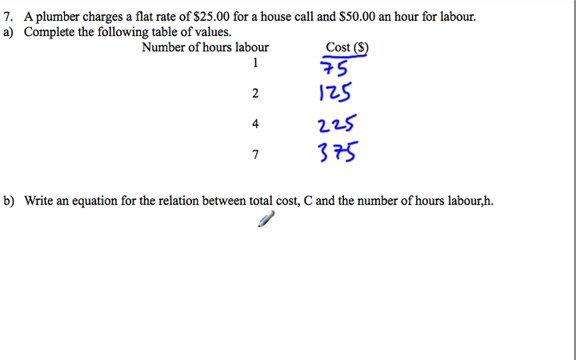 7. A plumber charges a flat rate of $25.00 for a house call and $50.00 an hour for labour.
a) Complete the following table of values.
Number of hours labour Cost ($)
1 75
2 125
4 225
7 375
b) Write an equation for the relation between total cost, C and the number of hours labour,h.